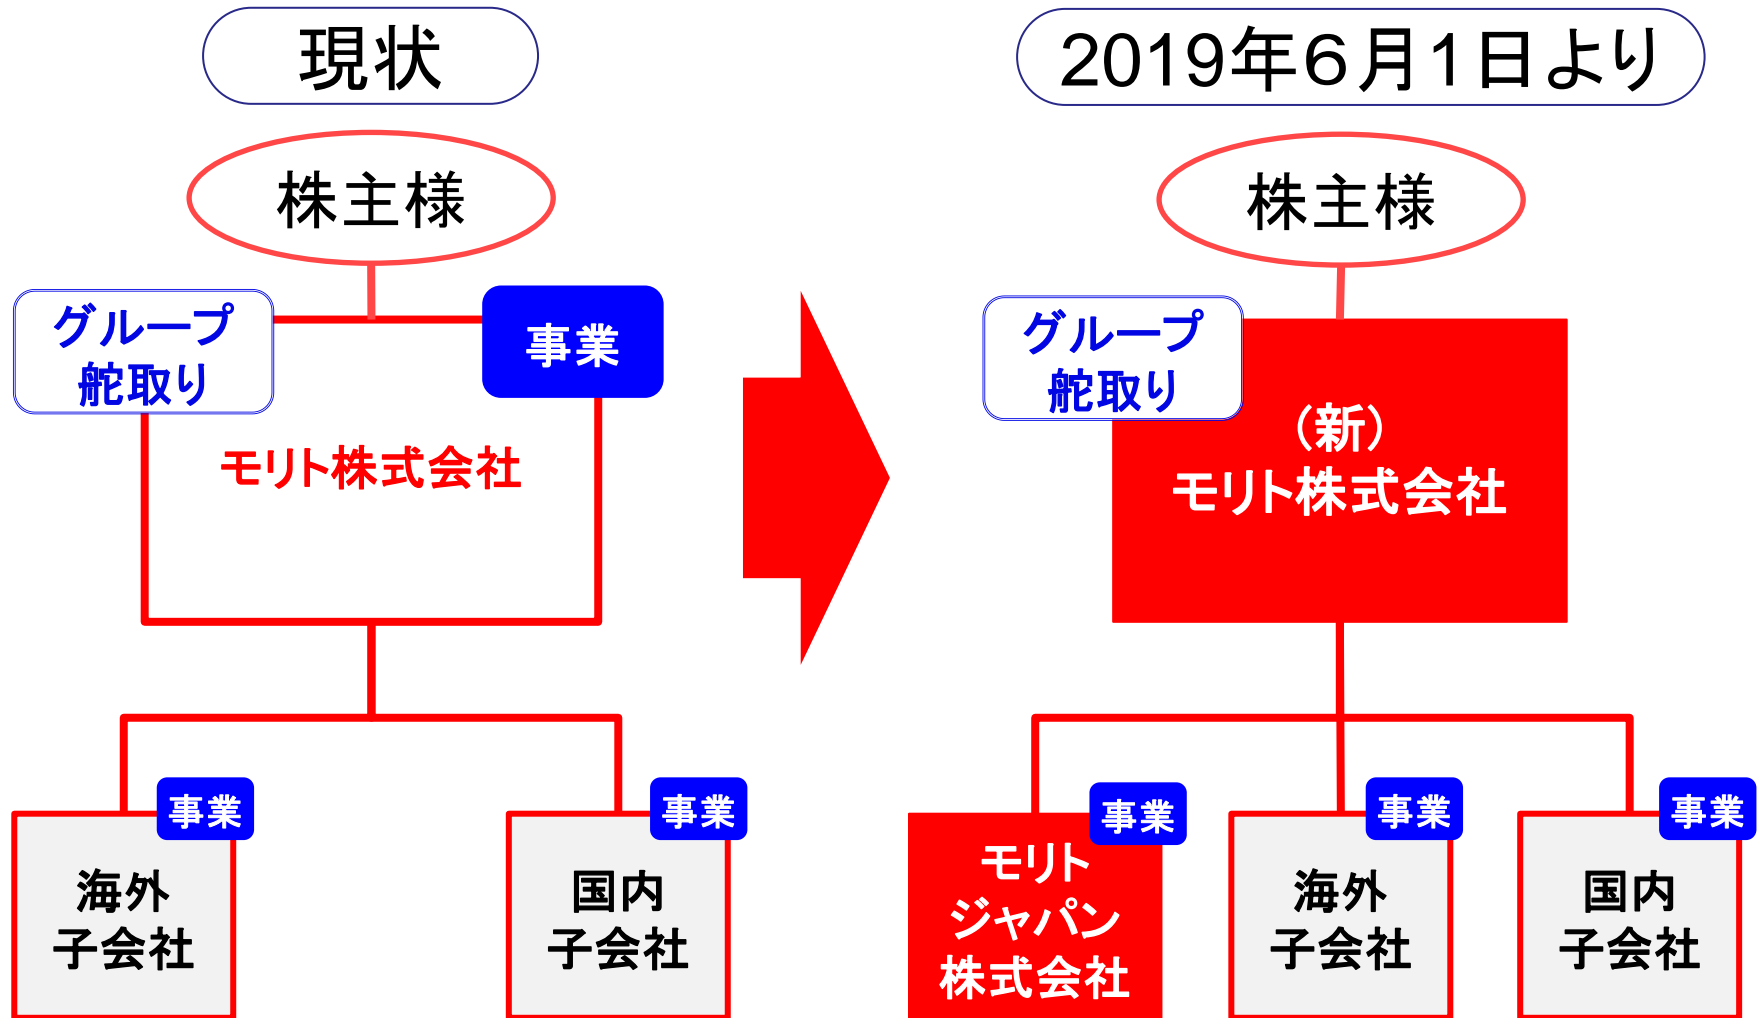 現状
株主様
グループ
舵取り
事業
モリト株式会社
事業
海外
子会社
事業
国内
子会社
2019年６月１日より
株主様
グループ
舵取り
(新)
モリト株式会社
事業
モリト
ジャパン
株式会社
事業
海外
子会社
事業
国内
子会社